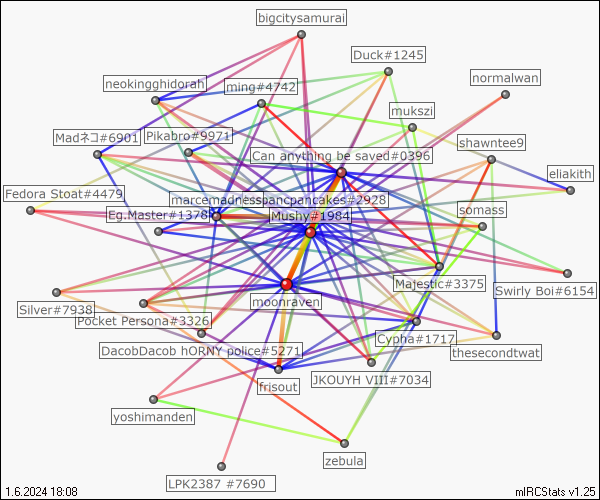 bigcitysamurai
Duck#1245
normalwan
neokingghidorah
ming#4742
mukszi
Madネコ#6901
Pikabro#9971
shawntee9
Can anything be saved#0396
eliakith
Fedora Stoat#4479
marcemadnesspancpancakes#2928
somass
Eg.Master#1378
Mushy#1984
Majestic#3375
Swirly Boi#6154
moonraven
Silver#7938
Pocket Persona#3326
Cypha#1717
DacobDacob hORNY police#5271
thesecondtwat
JKOUYH VIII#7034
frisout
yoshimanden
zebula
LPK2387 #7690
1.6.2024 18:08
mIRCStats v1.25